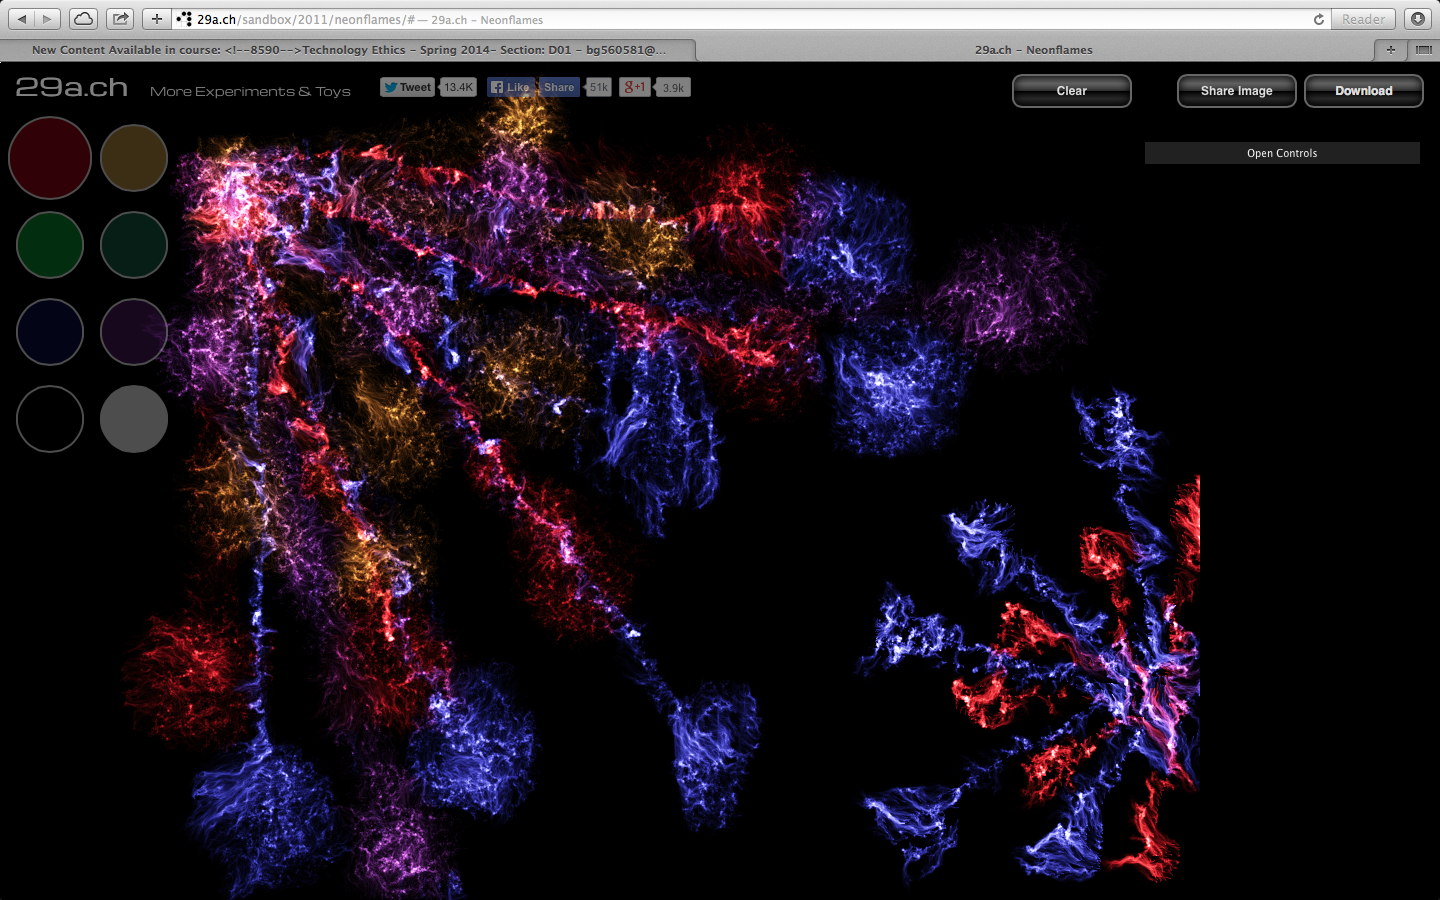 29a.ch/sandbox/2011/neonflames/# — 29a.ch – Neonflames
Reader
New Content Available in course: <!--8590-->Technology Ethics – Spring 2014– Section: D01 – bg560581@...
29a.ch – Neonflames
29a.ch
More Experiments & Toys
Tweet
13.4K
Like
Share
51k
g+1
3.9k
Clear
Share Image
Download
Open Controls